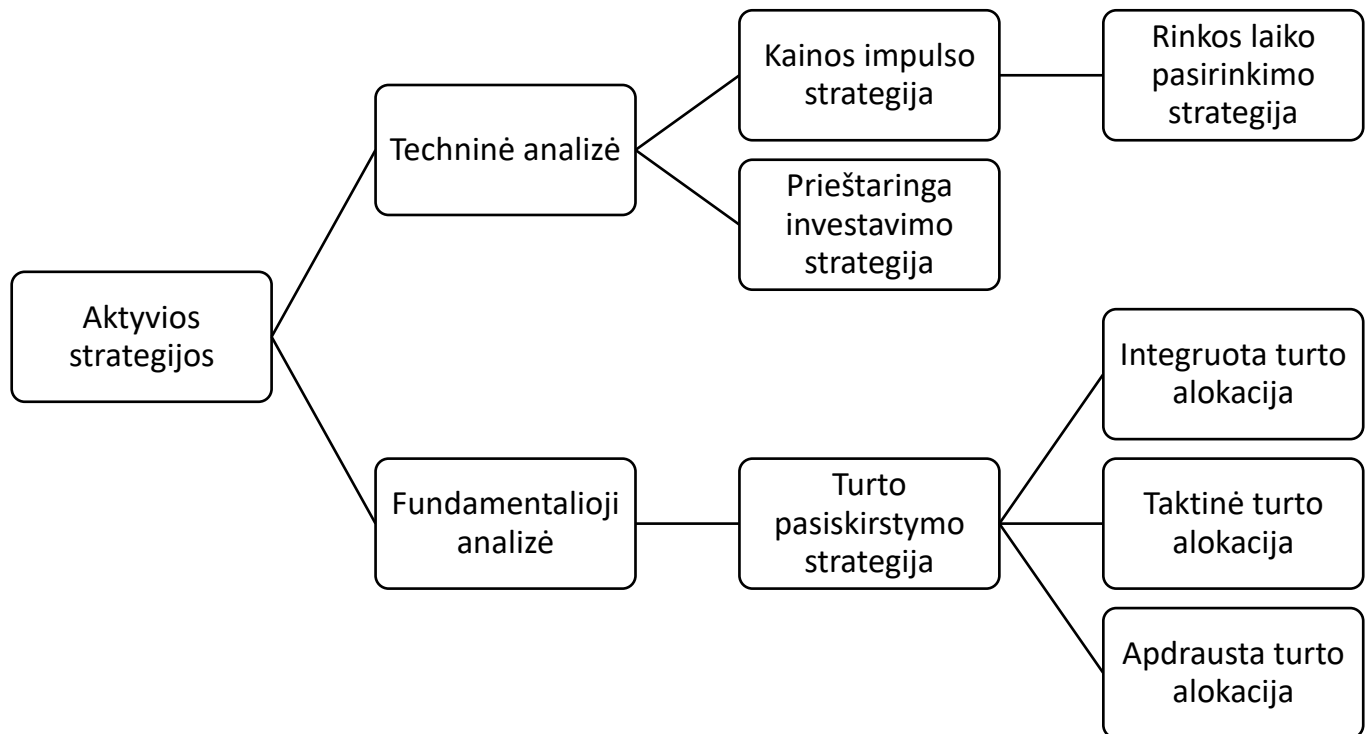 Aktyvios
strategijos
Techninė analizė
Kainos impulso
strategija
Rinkos laiko
pasirinkimo
strategija
Prieštaringa
investavimo
strategija
Fundamentalioji
analizė
Turto
pasiskirstymo
strategija
Integruota turto
alokacija
Taktinė turto
alokacija
Apdrausta turto
alokacija